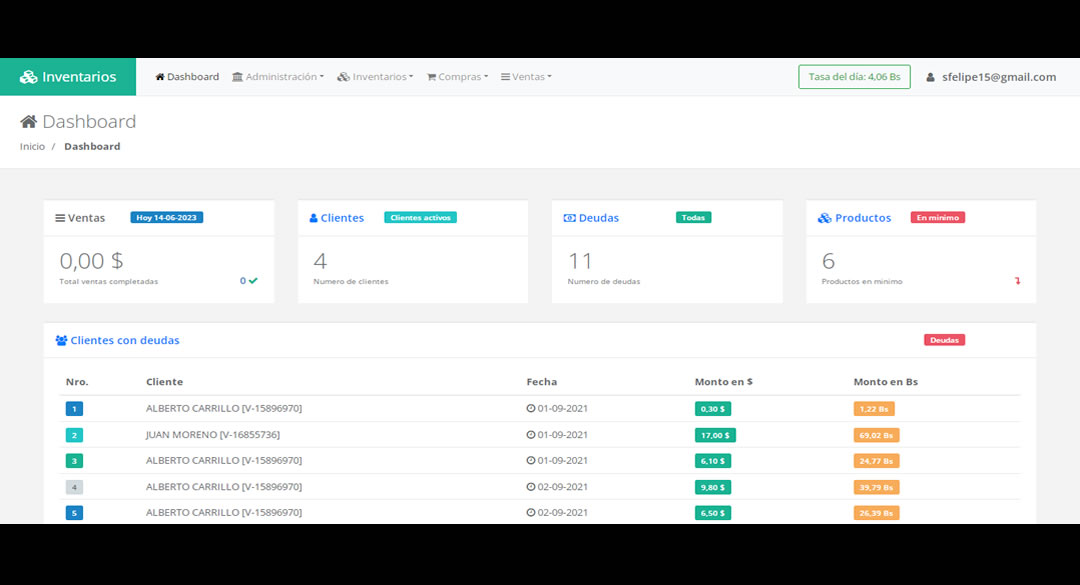 Inventarios Dashboard Administración Inventarios Compras Ventas Tasa del día: 4,06 Bs sfelipe15@gmail.com
Dashboard
Inicio / Dashboard
Ventas Hoy 14-06-2023
0,00 $
Total ventas completadas 0
Clientes Clientes activos
4
Numero de clientes
Deudas Todas
11
Numero de deudas
Productos En minimo
6
Productos en minimo
Clientes con deudas Deudas
Nro. Cliente Fecha Monto en $ Monto en Bs
1 ALBERTO CARRILLO [V-15896970] 01-09-2021 0,30 $ 1,22 Bs
2 JUAN MORENO [V-16855736] 01-09-2021 17,00 $ 69,02 Bs
3 ALBERTO CARRILLO [V-15896970] 01-09-2021 6,10 $ 24,77 Bs
4 ALBERTO CARRILLO [V-15896970] 02-09-2021 9,80 $ 39,79 Bs
5 ALBERTO CARRILLO [V-15896970] 02-09-2021 6,50 $ 26,39 Bs